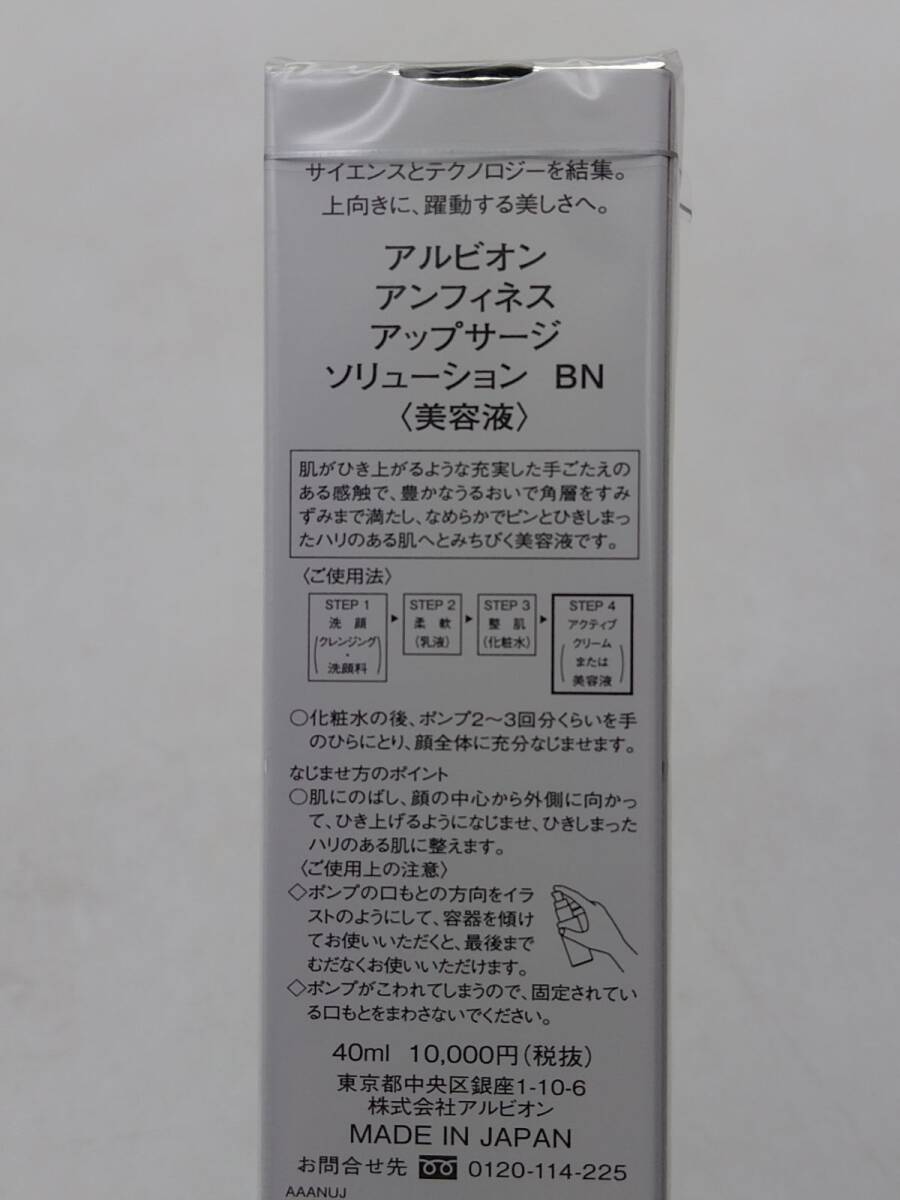 サイエンスとテクノロジーを結集。
上向きに、躍動する美しさへ。
アルビオン
アンフィネス
アップサージ
ソリューション BN
〈美容液〉
肌がひき上がるような充実した手ごたえの
ある感触で、豊かなうるおいで角層をすみ
ずみまで満たし、なめらかでピンとひきしまっ
たハリのある肌へとみちびく美容液です。
〈ご使用法〉
STEP 1
洗顔
(クレンジング
・
洗顔料)
STEP 2
柔軟
(乳液)
STEP 3
整肌
(化粧水)
STEP 4
アクティブ
(クリーム
または
美容液)
○化粧水の後、ポンプ2〜3回分くらいを手
のひらにとり、顔全体に充分なじませます。
なじませ方のポイント
○肌にのばし、顔の中心から外側に向かっ
て、ひき上げるようになじませ、ひきしまった
ハリのある肌に整えます。
〈ご使用上の注意〉
◇ポンプの口もとの方向をイラ
ストのようにして、容器を傾け
てお使いいただくと、最後まで
むだなくお使いいただけます。
◇ポンプがこわれてしまうので、固定されてい
る口もとをまわさないでください。
40ml 10,000円(税抜)
東京都中央区銀座1-10-6
株式会社アルビオン
MADE IN JAPAN
お問合せ先 0120-114-225
AAANUJ